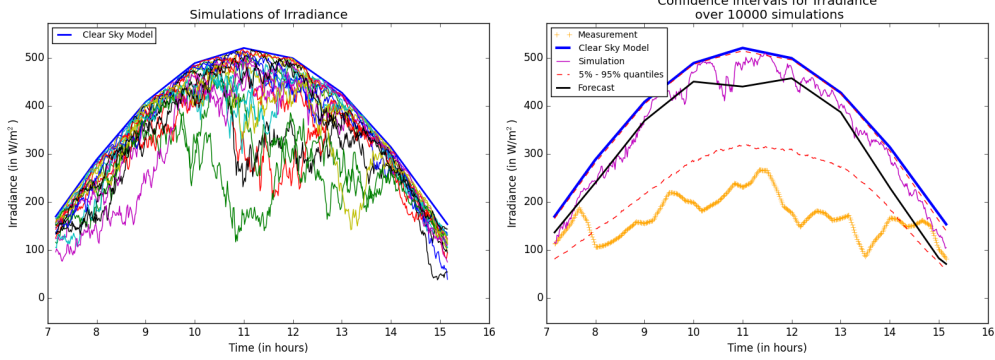 Simulations of Irradiance
Clear Sky Model
500
400
300
200
100
0
Irradiance (in W/m²)
7 8 9 10 11 12 13 14 15 16
Time (in hours)
Confidence Intervals for Irradiance
over 10000 simulations
Measurement
Clear Sky Model
Simulation
5% - 95% quantiles
Forecast
500
400
300
200
100
0
Irradiance (in W/m²)
7 8 9 10 11 12 13 14 15 16
Time (in hours)